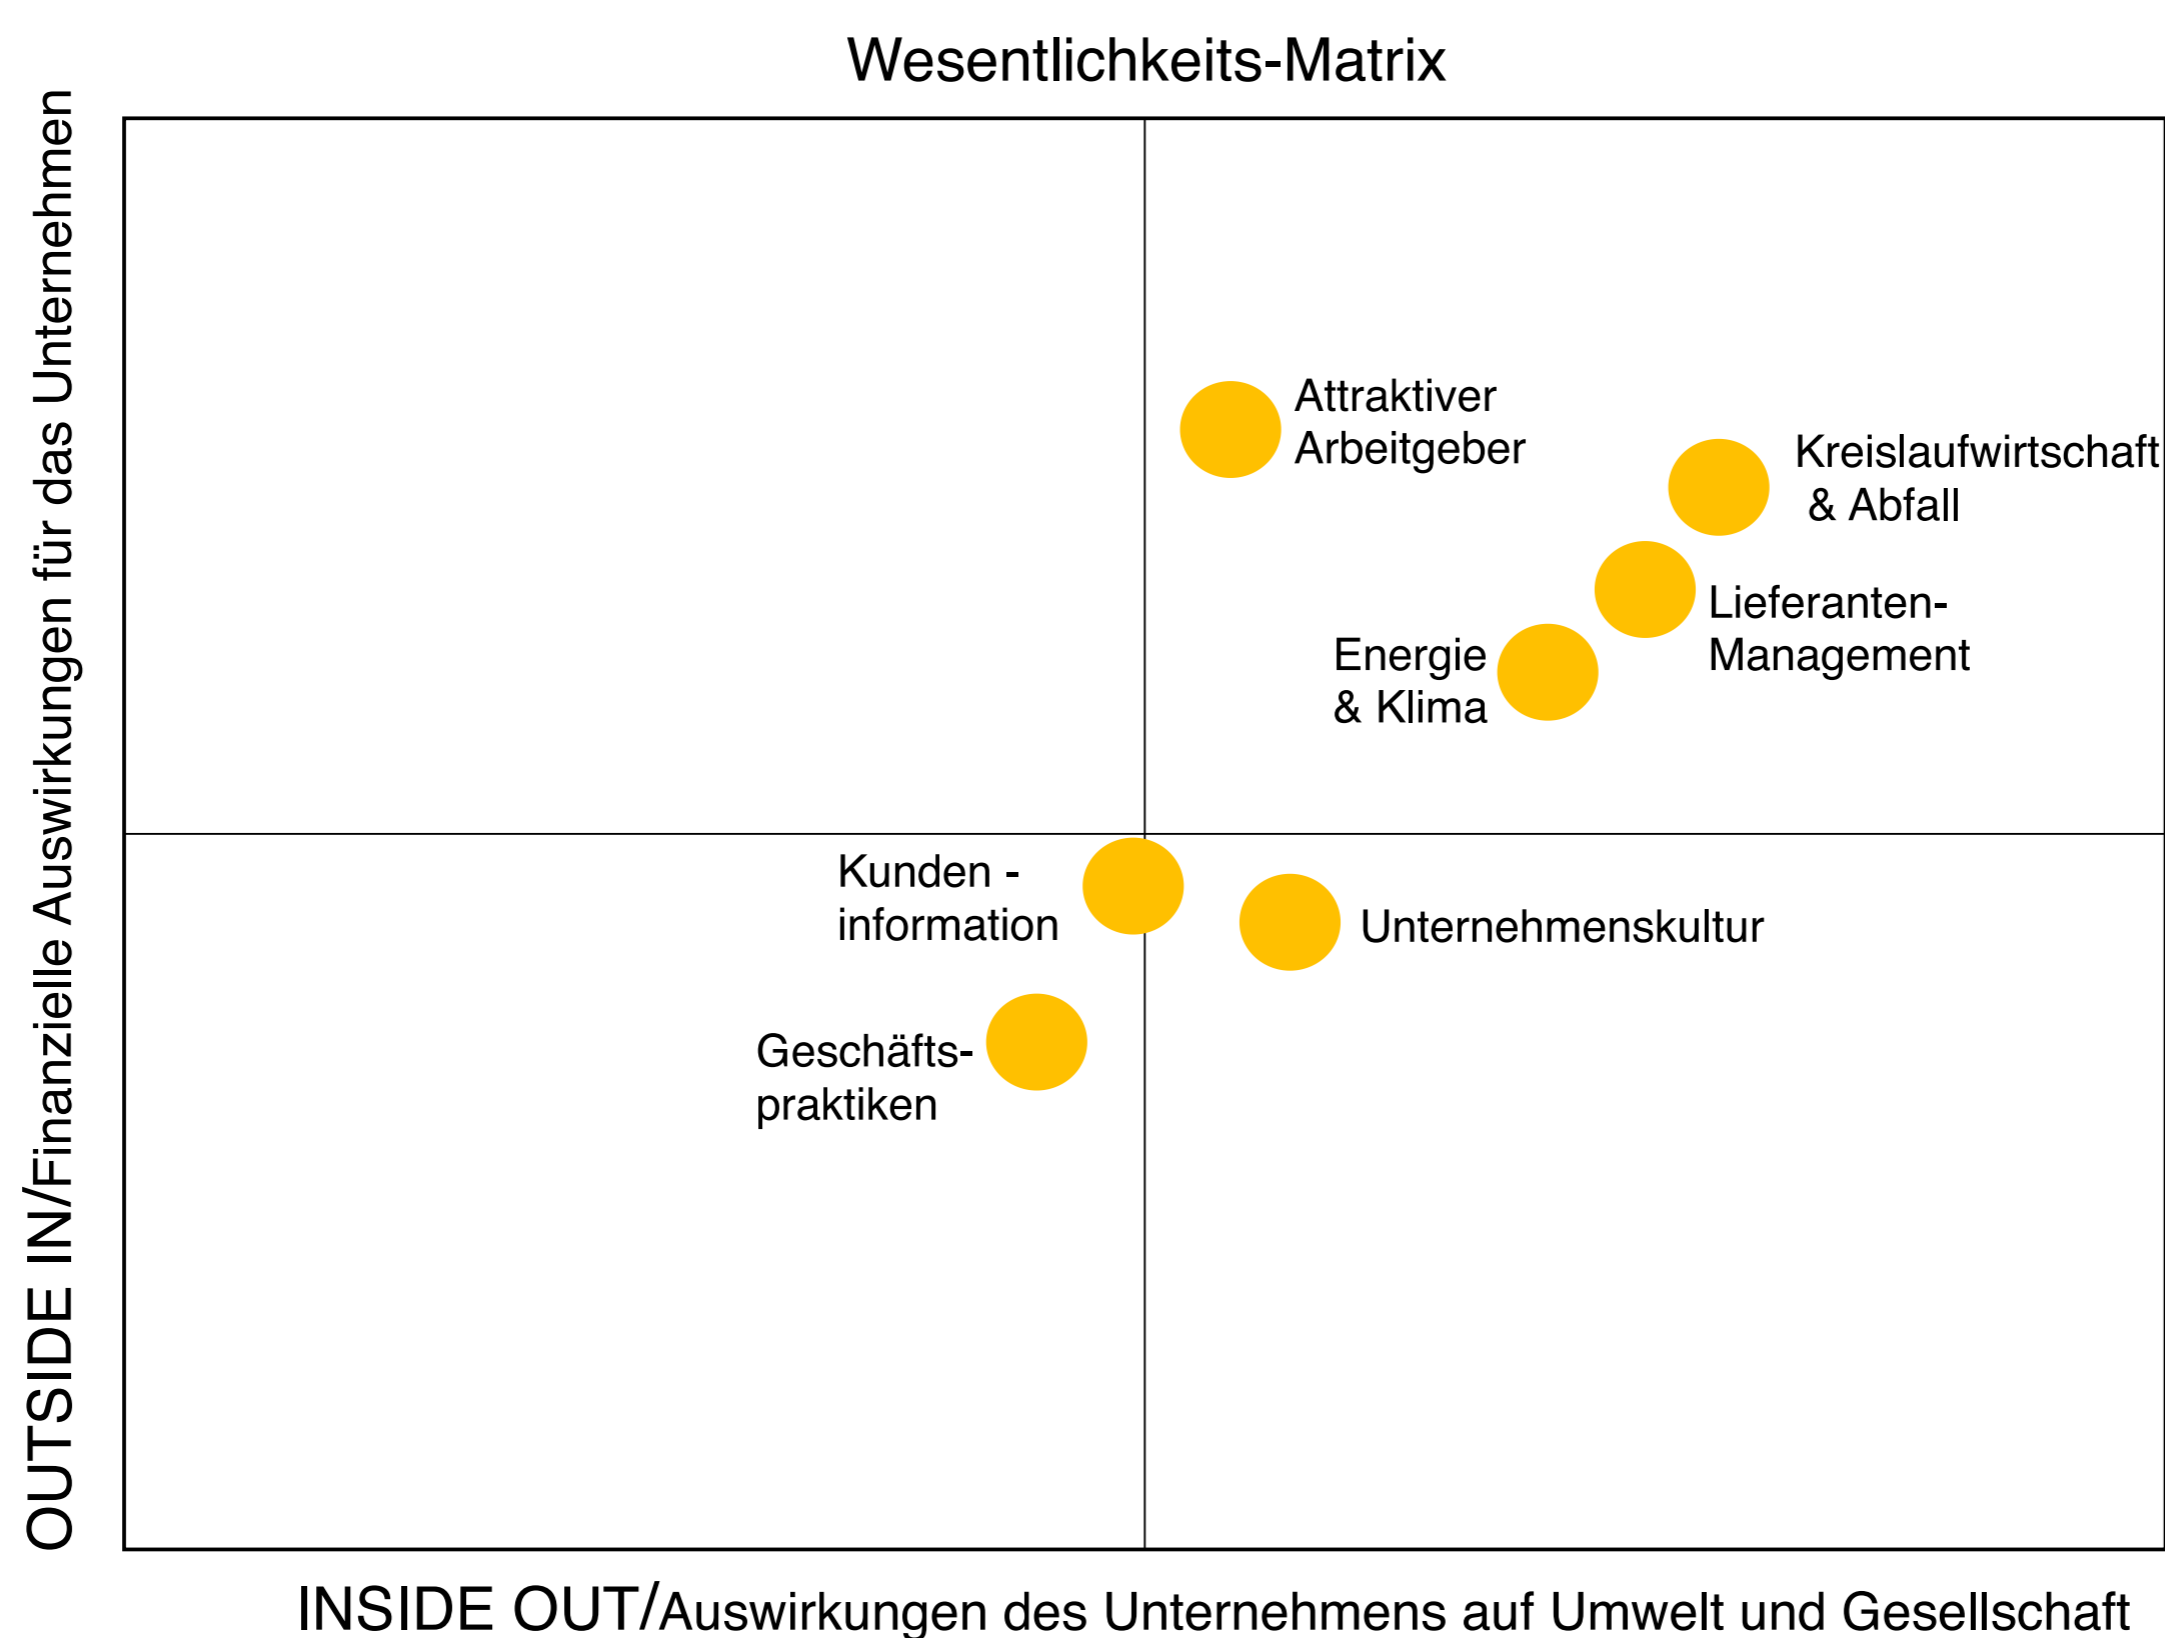 Wesentlichkeits-Matrix
OUTSIDE IN/Finanzielle Auswirkungen für das Unternehmen
Attraktiver
Arbeitgeber
Kreislaufwirtschaft
& Abfall
Lieferanten-
Management
Energie
& Klima
Kunden -
information
Unternehmenskultur
Geschäfts-
praktiken
INSIDE OUT/Auswirkungen des Unternehmens auf Umwelt und Gesellschaft